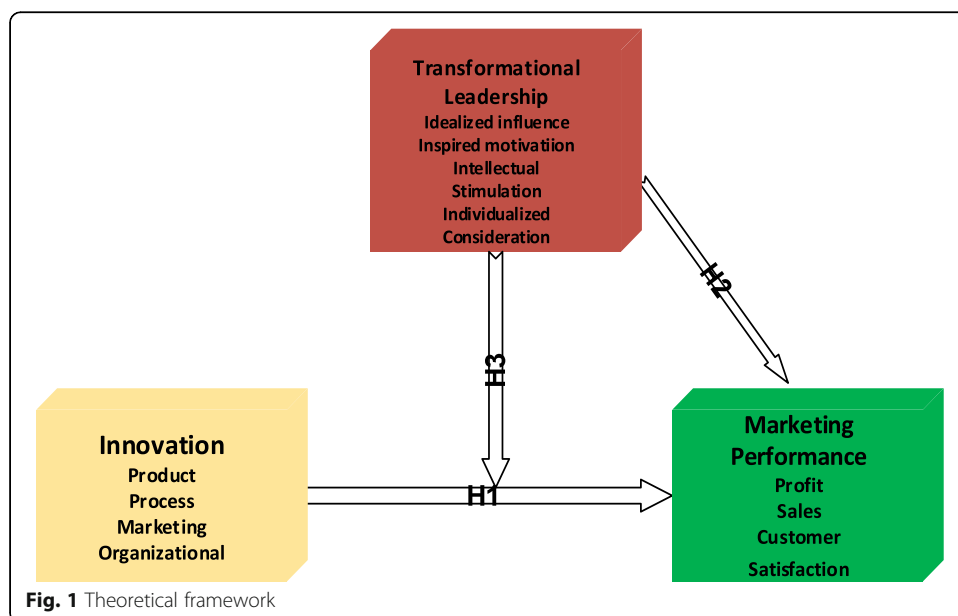 Transformational
Leadership
Idealized influence
Inspired motivatiion
Intellectual
Stimulation
Individualized
Consideration
H2
H3
Innovation
Product
Process
Marketing
Organizational
H1
Marketing
Performance
Profit
Sales
Customer
Satisfaction
Fig. 1 Theoretical framework